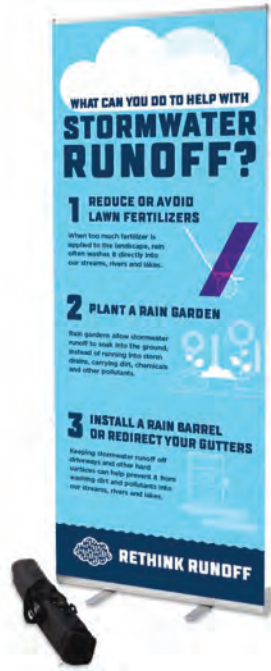 WHAT CAN YOU DO TO HELP WITH
STORMWATER
RUNOFF?
1 REDUCE OR AVOID
LAWN FERTILIZERS
When too much fertilizer is
applied to the landscape, rain
often washes it directly into
our streams, rivers and lakes.
2 PLANT A RAIN GARDEN
Rain gardens allow stormwater
runoff to soak into the ground,
instead of running into storm
drains, carrying dirt, chemicals
and other pollutants.
3 INSTALL A RAIN BARREL
OR REDIRECT YOUR GUTTERS
Keeping stormwater runoff off
driveways and other hard
surfaces can help prevent it from
washing dirt and pollutants into
our streams, rivers and lakes.
RETHINK RUNOFF